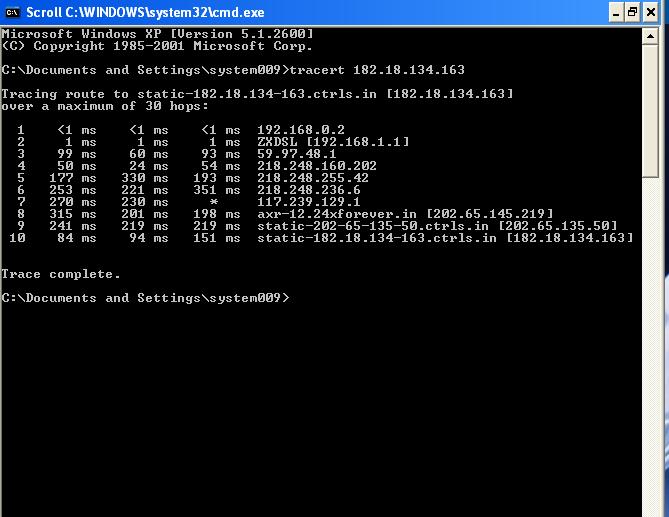 Scroll C:\WINDOWS\system32\cmd.exe
Microsoft Windows XP [Version 5.1.2600]
(C) Copyright 1985-2001 Microsoft Corp.
C:\Documents and Settings\system009>tracert 182.18.134.163
Tracing route to static-182.18.134-163.ctrls.in [182.18.134.163]
over a maximum of 30 hops:
1 <1 ms <1 ms <1 ms 192.168.0.2
2 1 ms 1 ms 1 ms ZXDSL [192.168.1.1]
3 99 ms 60 ms 93 ms 59.97.48.1
4 50 ms 24 ms 54 ms 218.248.160.202
5 177 ms 330 ms 193 ms 218.248.255.42
6 253 ms 221 ms 351 ms 218.248.236.6
7 270 ms 230 ms * 117.239.129.1
8 315 ms 201 ms 198 ms axr-12.24xforever.in [202.65.145.219]
9 241 ms 219 ms 219 ms static-202-65-135-50.ctrls.in [202.65.135.50]
10 84 ms 94 ms 151 ms static-182.18.134-163.ctrls.in [182.18.134.163]
Trace complete.
C:\Documents and Settings\system009>